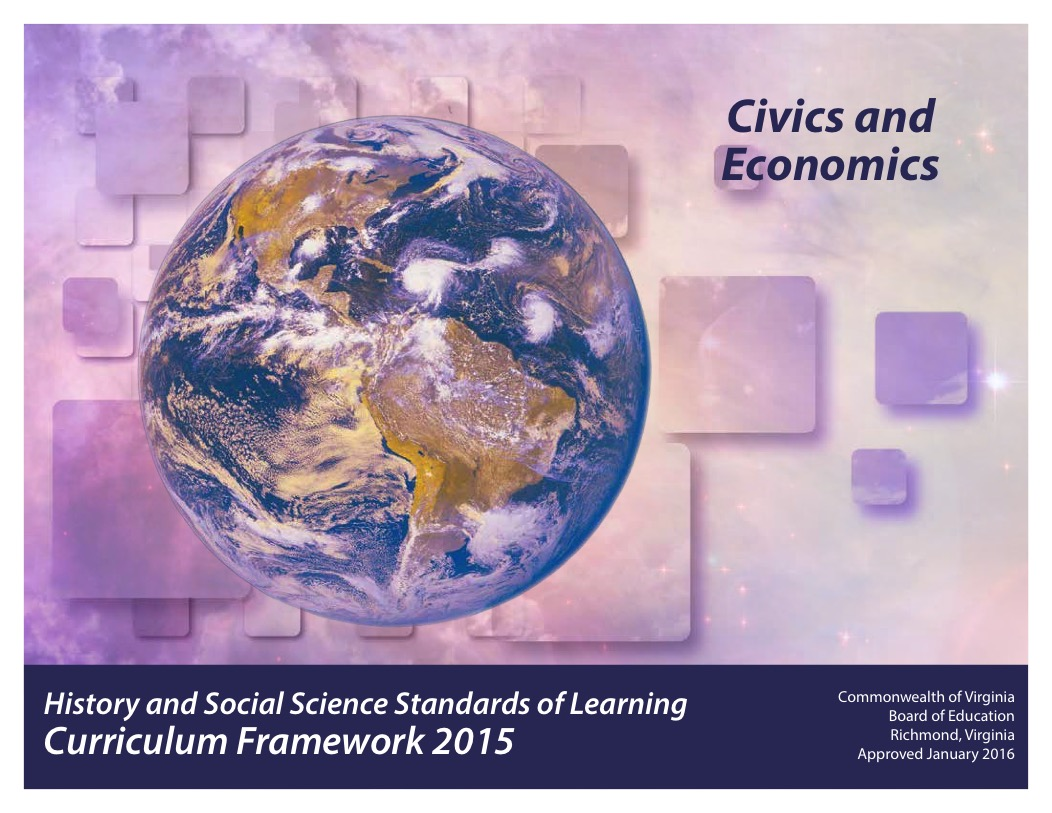 Civics and
Economics
History and Social Science Standards of Learning
Curriculum Framework 2015
Commonwealth of Virginia
Board of Education
Richmond, Virginia
Approved January 2016